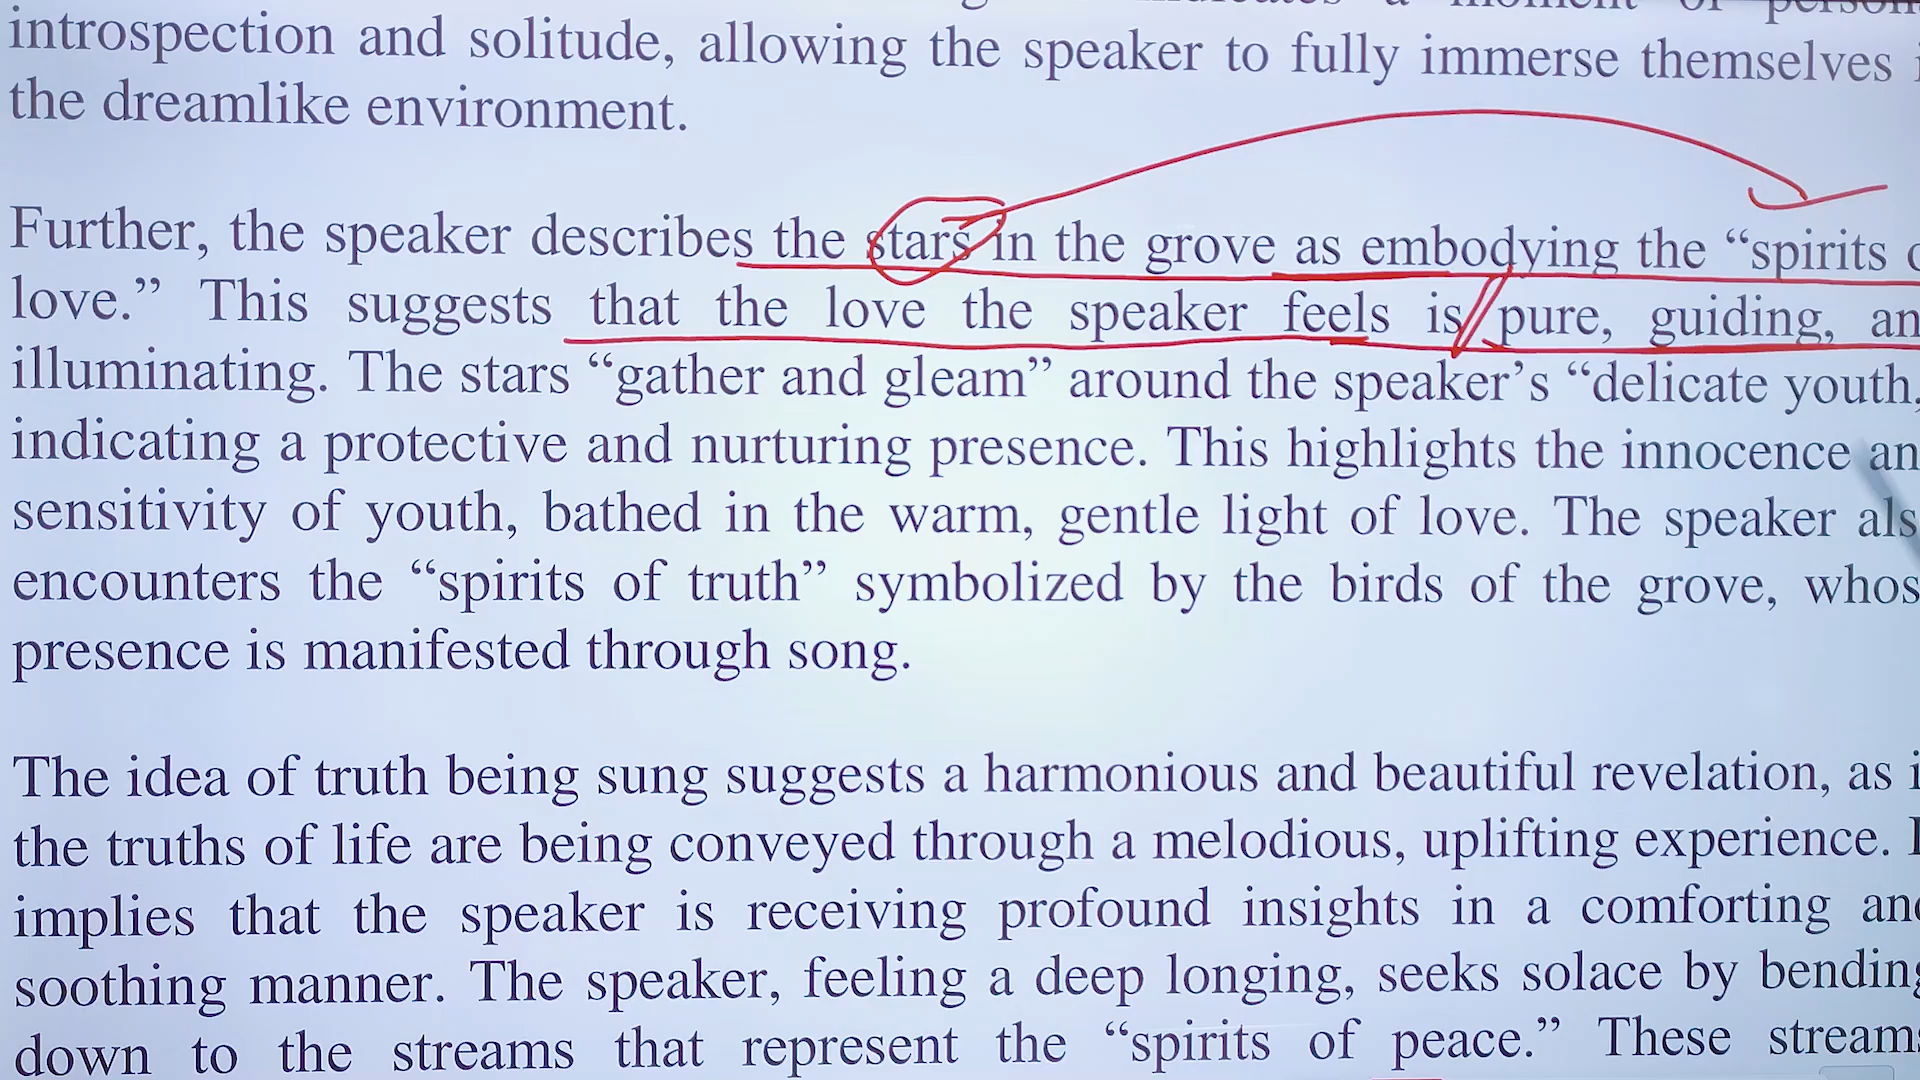 introspection and solitude, allowing the speaker to fully immerse themselves
the dreamlike environment.
Further, the speaker describes the stars in the grove as embodying the “spirits
love.” This suggests that the love the speaker feels is pure, guiding, an
illuminating. The stars “gather and gleam” around the speaker’s “delicate youth,
indicating a protective and nurturing presence. This highlights the innocence an
sensitivity of youth, bathed in the warm, gentle light of love. The speaker als
encounters the “spirits of truth” symbolized by the birds of the grove, whos
presence is manifested through song.
The idea of truth being sung suggests a harmonious and beautiful revelation, as i
the truths of life are being conveyed through a melodious, uplifting experience. I
implies that the speaker is receiving profound insights in a comforting and
soothing manner. The speaker, feeling a deep longing, seeks solace by bending
down to the streams that represent the “spirits of peace.” These streams